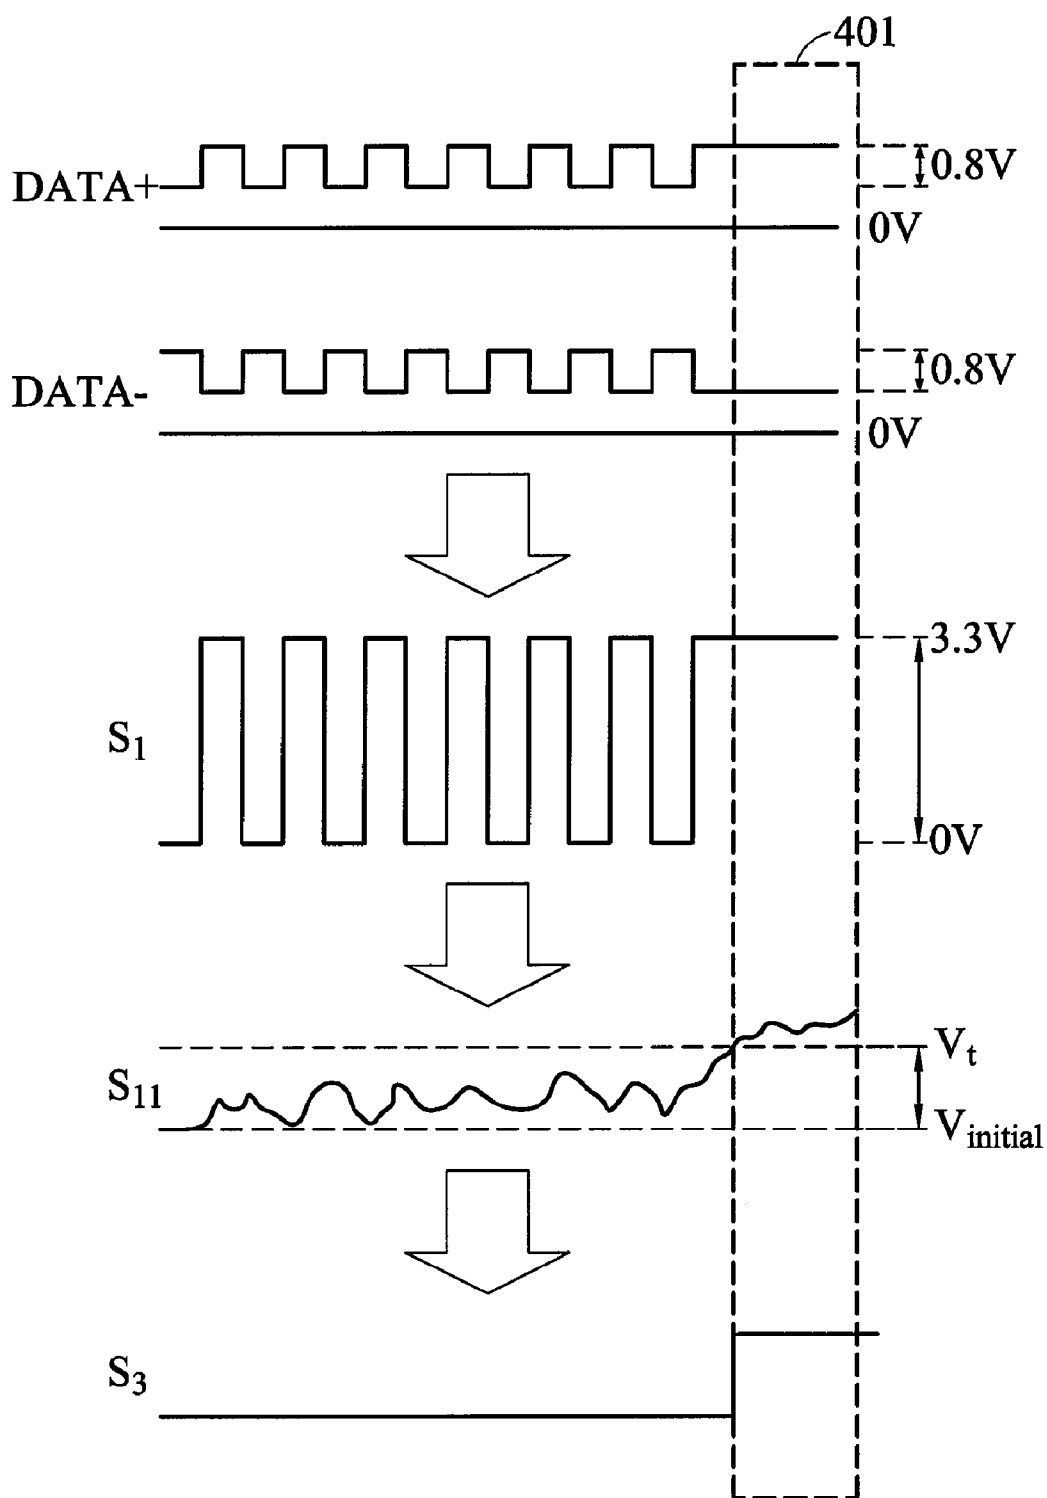 401
DATA+
0.8V
0V
DATA-
0.8V
0V
S1
3.3V
0V
S11
Vt
Vinitial
S3